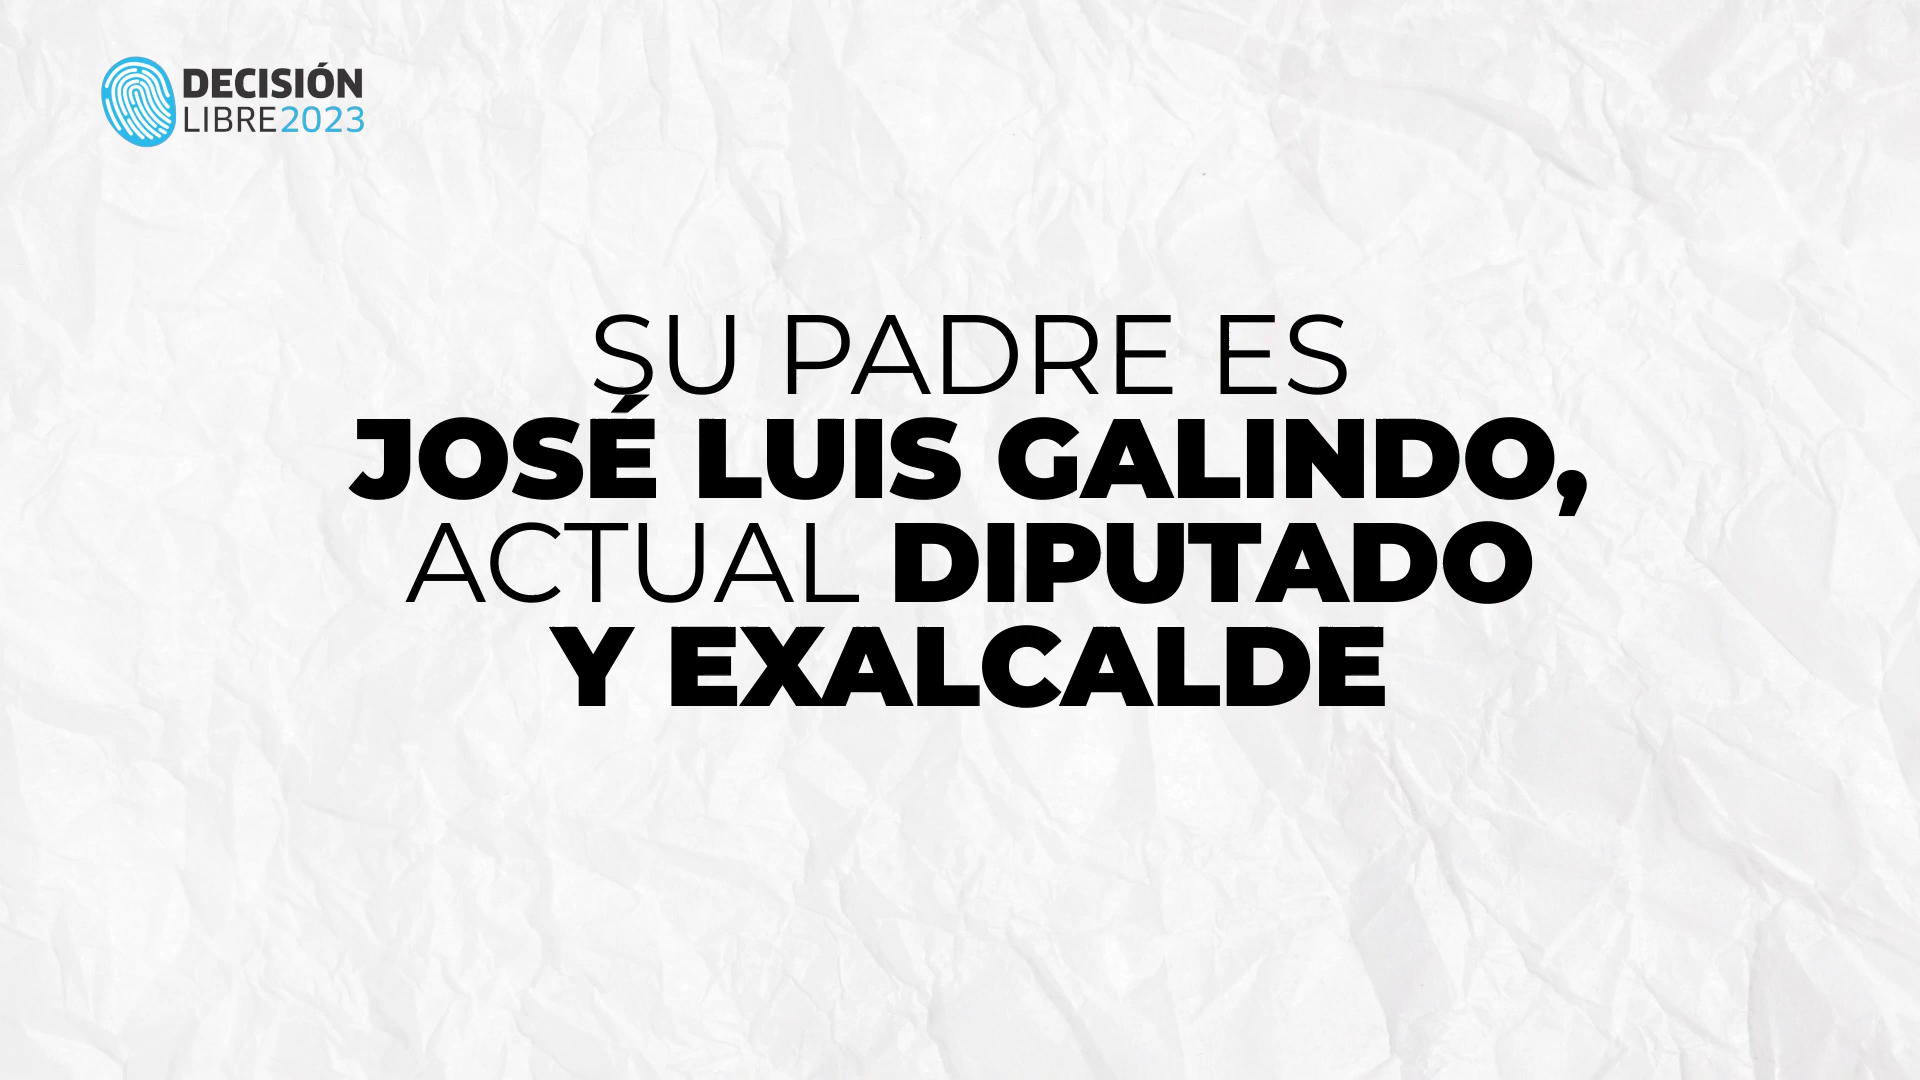 DECISIÓN
LIBRE2023
SU PADRE ES
JOSÉ LUIS GALINDO,
ACTUAL DIPUTADO
Y EXALCALDE